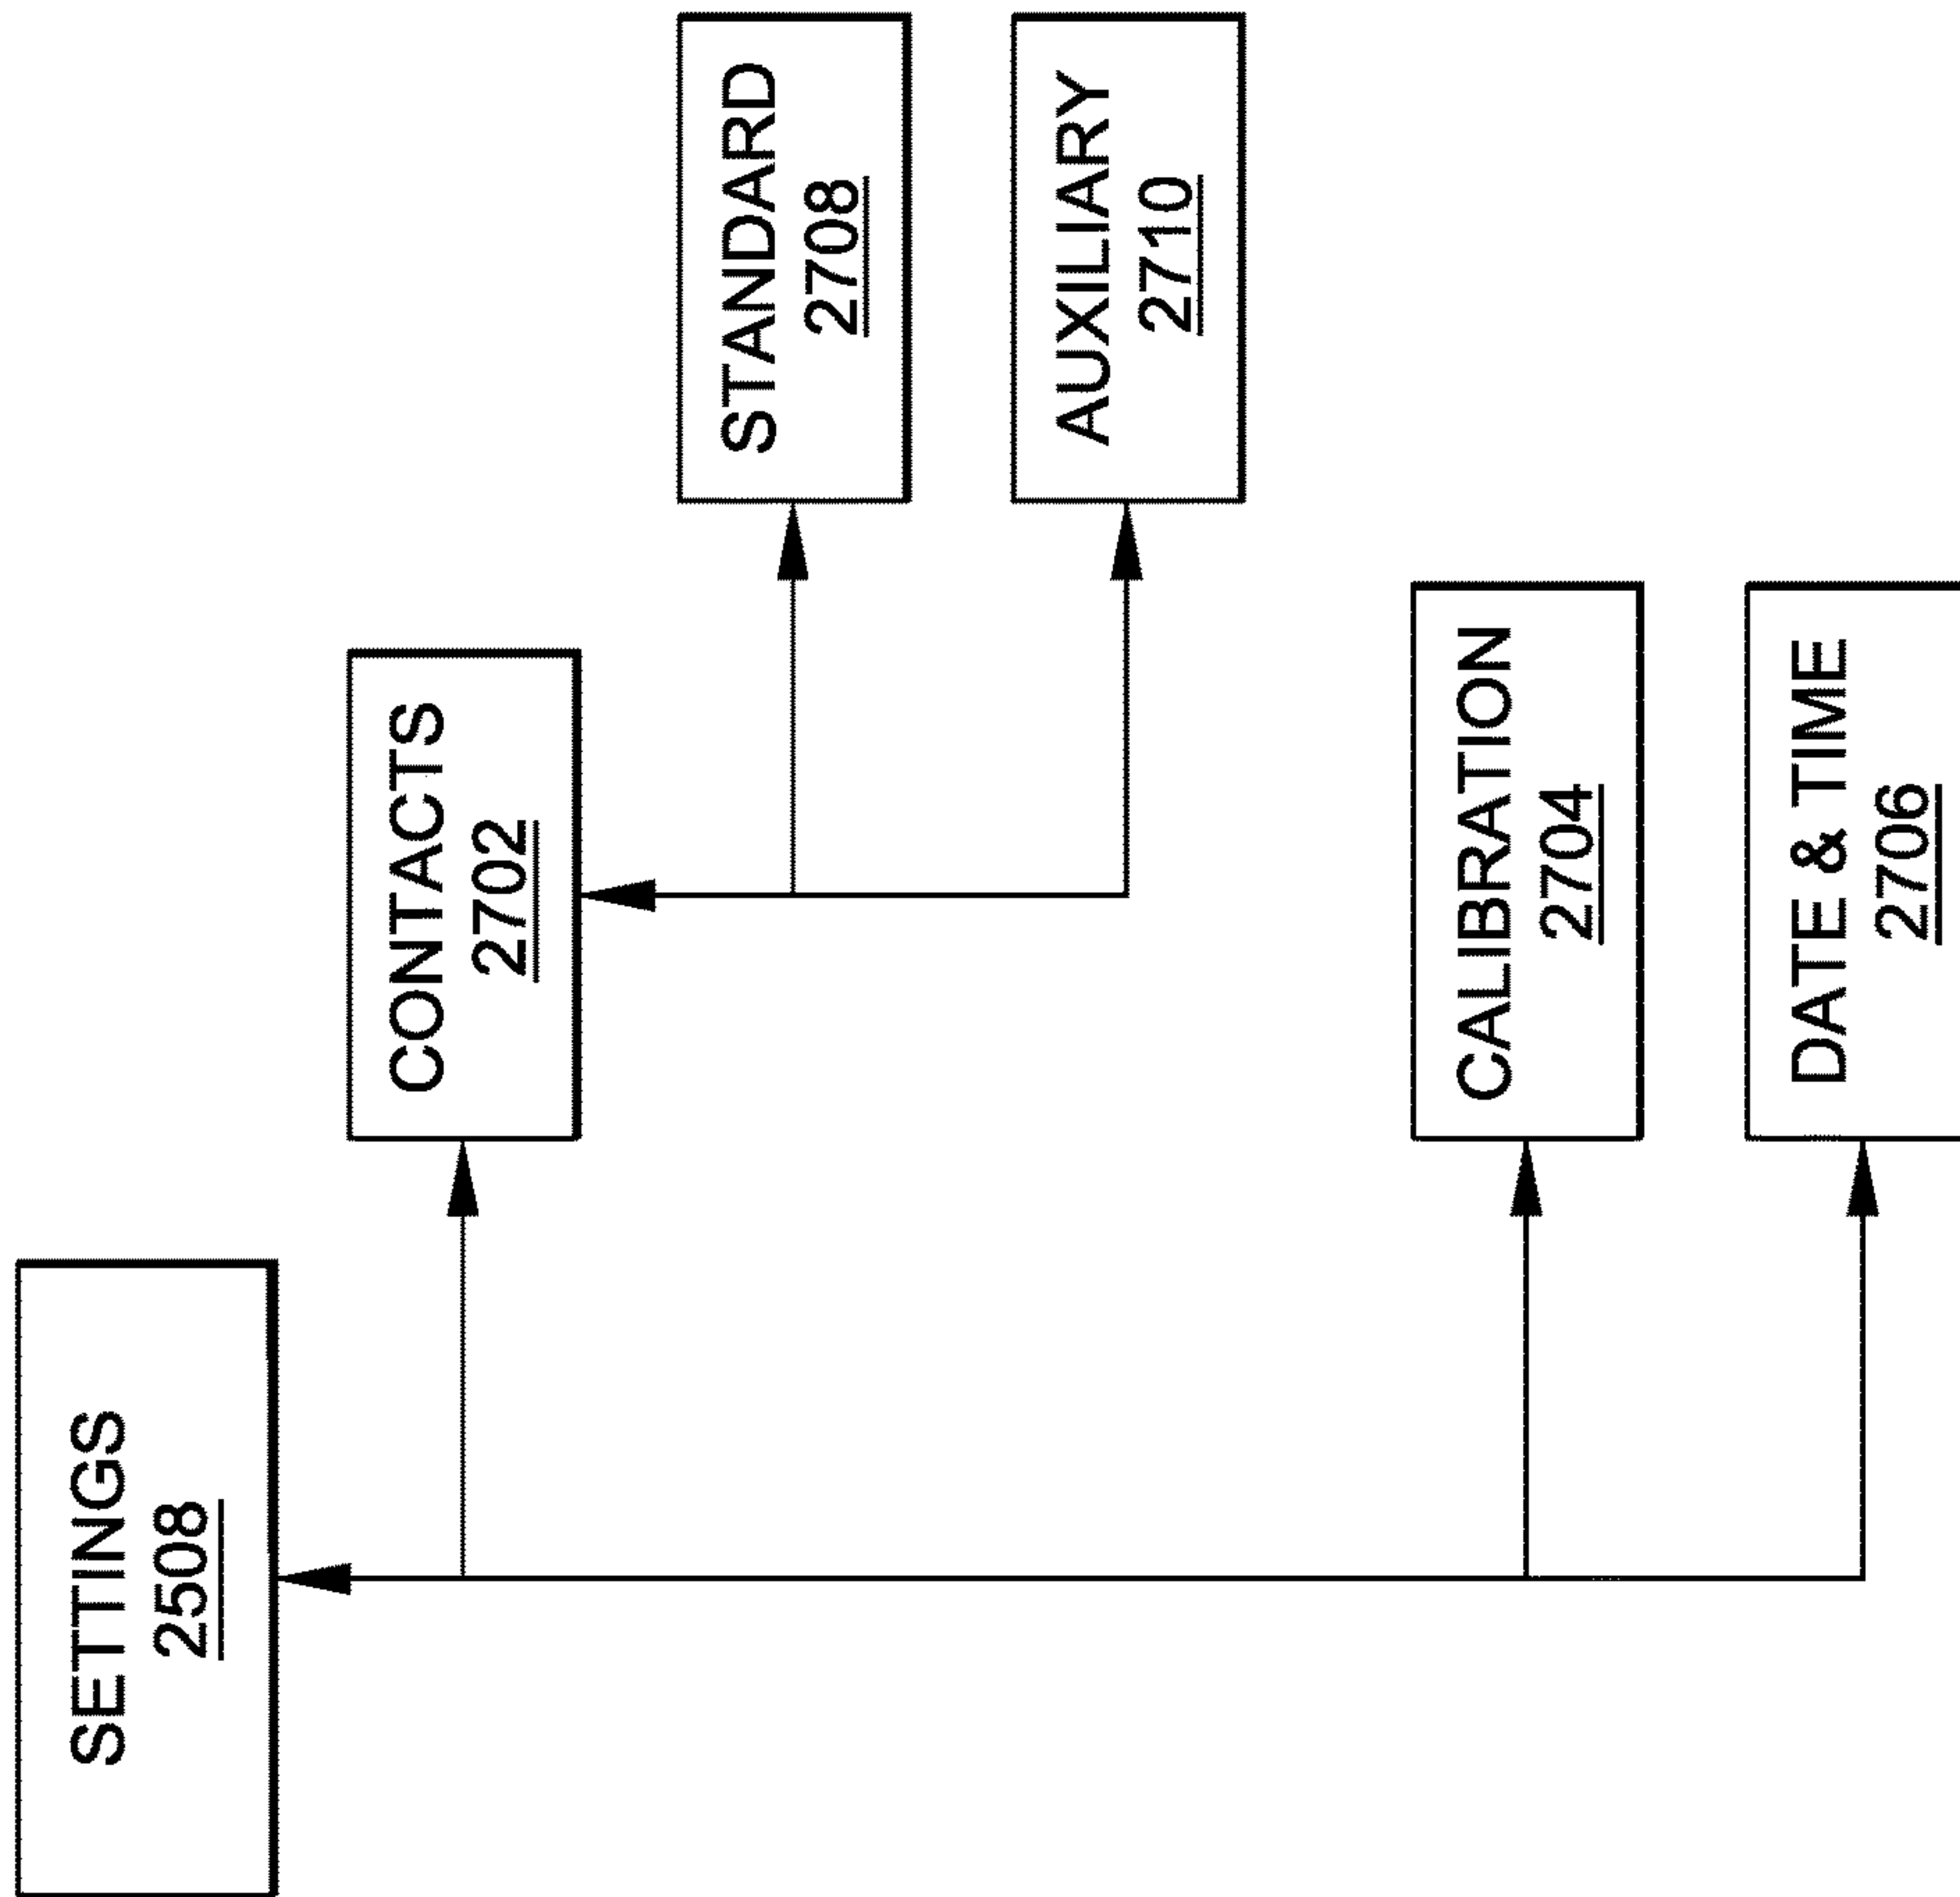 SETTINGS
2508
CONTACTS
2702
STANDARD
2708
AUXILIARY
2710
CALIBRATION
2704
DATE & TIME
2706